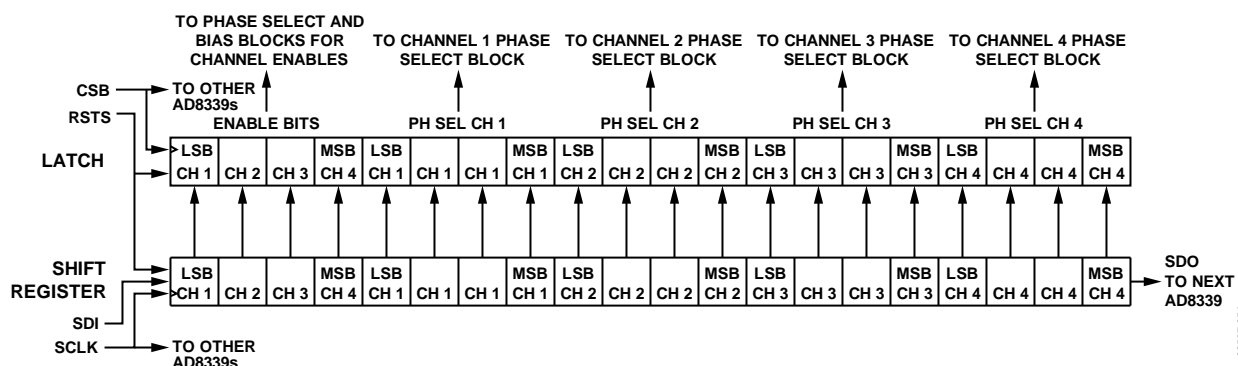 TO PHASE SELECT AND
BIAS BLOCKS FOR
CHANNEL ENABLES
TO CHANNEL 1 PHASE
SELECT BLOCK
TO CHANNEL 2 PHASE
SELECT BLOCK
TO CHANNEL 3 PHASE
SELECT BLOCK
TO CHANNEL 4 PHASE
SELECT BLOCK
CSB
TO OTHER
AD8339s
RSTS
ENABLE BITS
PH SEL CH 1
PH SEL CH 2
PH SEL CH 3
PH SEL CH 4
LATCH
LSB MSB LSB MSB LSB MSB LSB MSB LSB MSB
CH 1 CH 2 CH 3 CH 4 CH 1 CH 1 CH 1 CH 1 CH 2 CH 2 CH 2 CH 2 CH 3 CH 3 CH 3 CH 3 CH 4 CH 4 CH 4 CH 4
SHIFT
REGISTER
LSB MSB LSB MSB LSB MSB LSB MSB LSB MSB
CH 1 CH 2 CH 3 CH 4 CH 1 CH 1 CH 1 CH 1 CH 2 CH 2 CH 2 CH 2 CH 3 CH 3 CH 3 CH 3 CH 4 CH 4 CH 4 CH 4
SDO
TO NEXT
AD8339
SDI
SCLK
TO OTHER
AD8339s